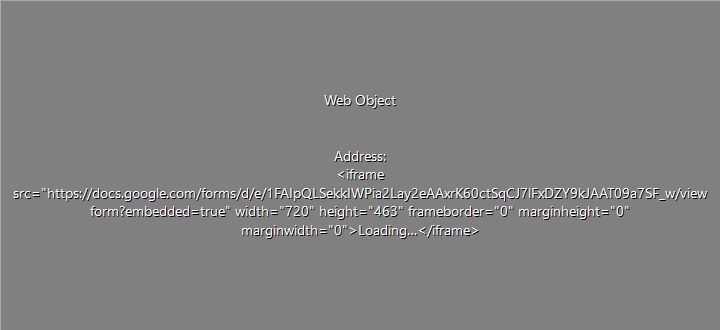 Web Object
Address:
<iframe
src="https://docs.google.com/forms/d/e/1FAIpQLSekkIWPia2Lay2eAAxrK60ctSqCJ7lFxDZY9kJAAT09a7SF_w/view
form?embedded=true" width="720" height="463" frameborder="0" marginheight="0"
marginwidth="0">Loading...</iframe>